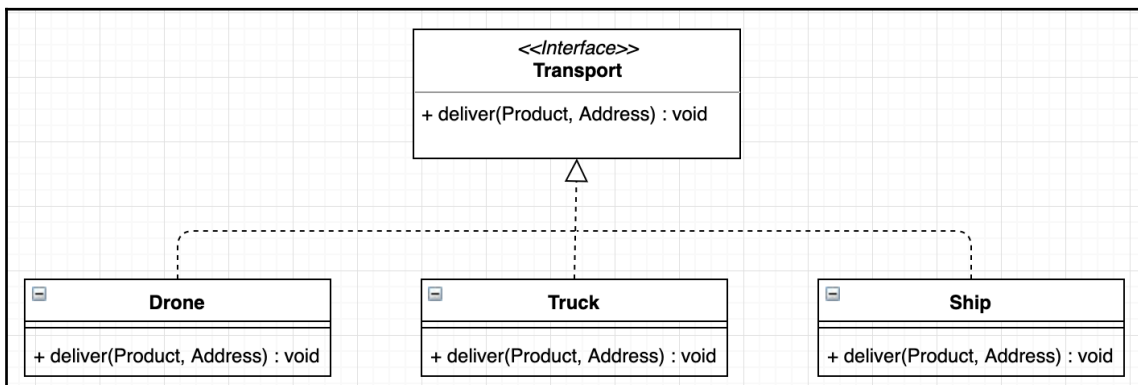 <<Interface>>
Transport
+ deliver(Product, Address) : void
Drone
+ deliver(Product, Address) : void
Truck
+ deliver(Product, Address) : void
Ship
+ deliver(Product, Address) : void